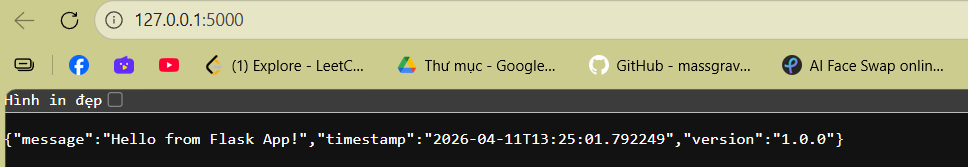 127.0.0.1:5000
(1) Explore - LeetC... Thư mục - Google... GitHub - massgrav... AI Face Swap onlin...
Hình in đẹp
{"message":"Hello from Flask App!","timestamp":"2026-04-11T13:25:01.792249","version":"1.0.0"}